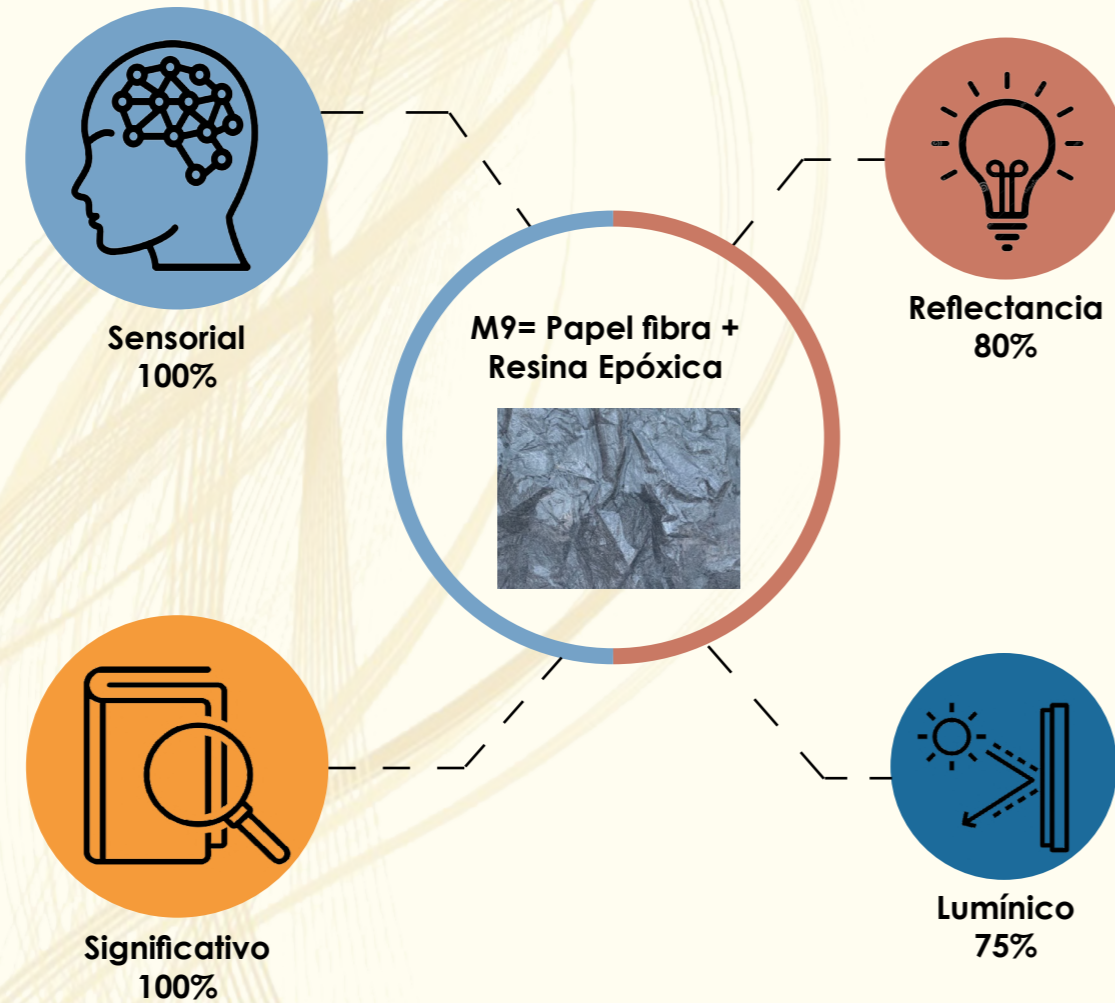 Sensorial
100%
Reflectancia
80%
M9= Papel fibra +
Resina Epóxica
Significativo
100%
Lumínico
75%